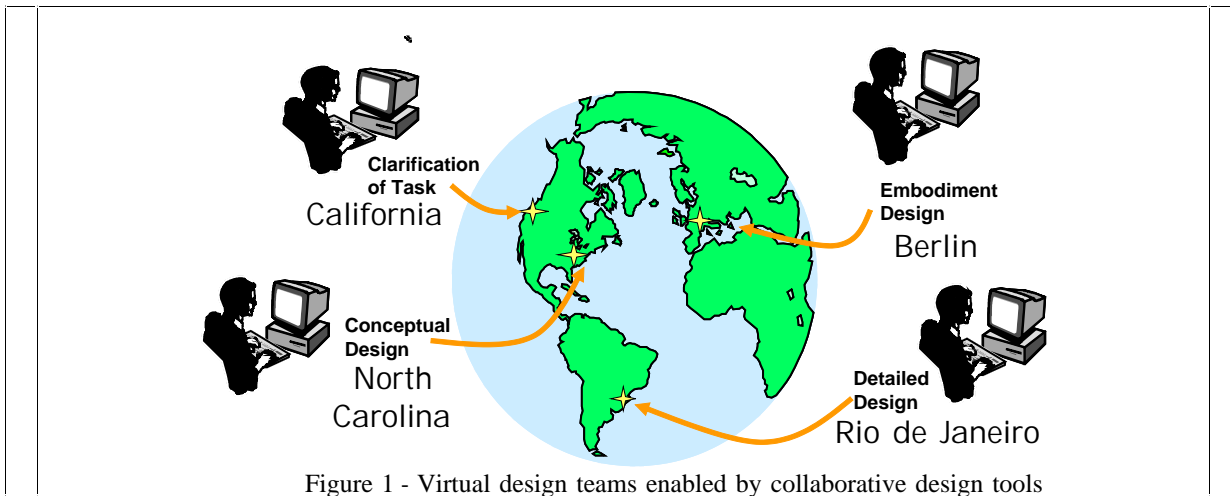 Clarification
of Task
California
Embodiment
Design
Berlin
Conceptual
Design
North
Carolina
Detailed
Design
Rio de Janeiro
Figure 1 - Virtual design teams enabled by collaborative design tools